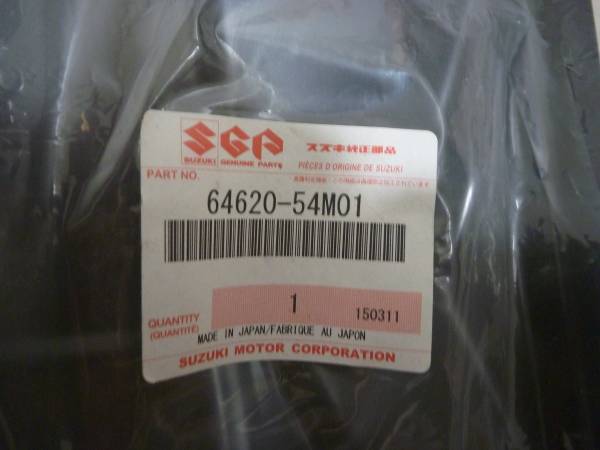 SGP
SUZUKI GENUINE PARTS
スズキ純正部品
PIÈCES D'ORIGINE DE SUZUKI
PART NO.
64620-54M01
1
150311
QUANTITY
(QUANTITÉ)
MADE IN JAPAN/FABRIQUE AU JAPON
SUZUKI MOTOR CORPORATION